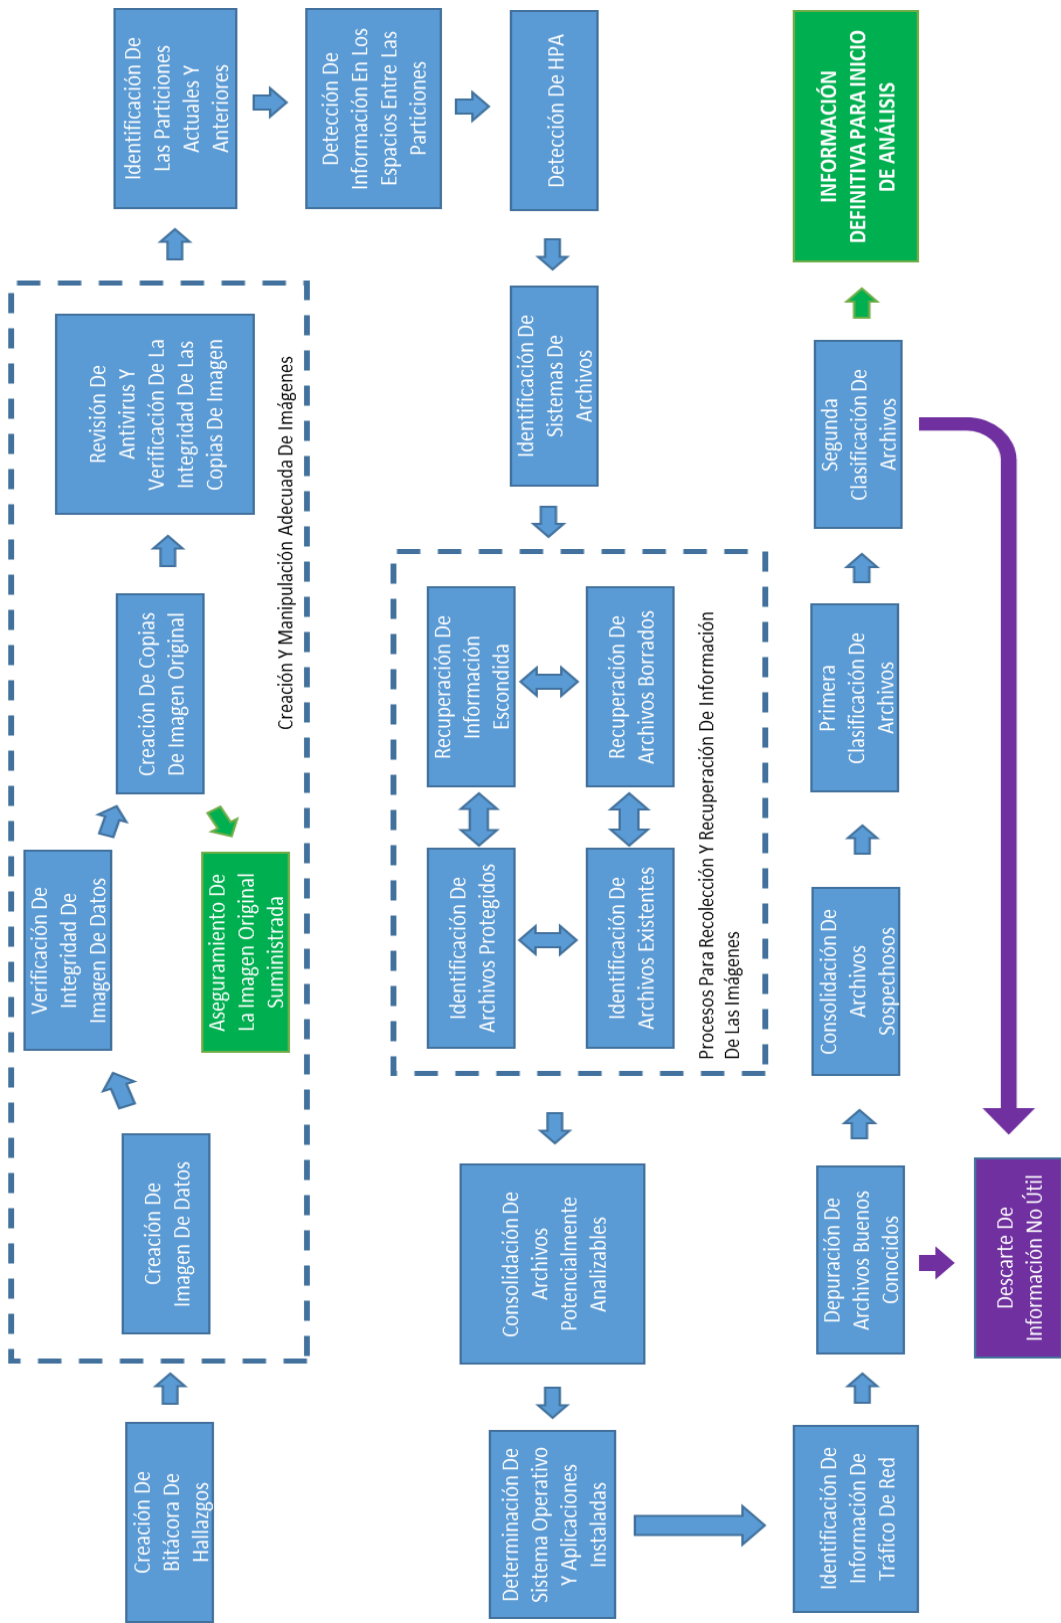 Creación De
Bitácora De
Hallazgos
Creación De
Imagen De Datos
Verificación De
Integridad De
Imagen De Datos
Aseguramiento De
La Imagen Original
Suministrada
Creación De Copias
De Imagen Original
Revisión De
Antivirus Y
Verificación De La
Integridad De Las
Copias De Imagen
Creación Y Manipulación Adecuada De Imágenes
Identificación De
Las Particiones
Actuales Y
Anteriores
Detección De
Información En Los
Espacios Entre Las
Particiones
Detección De HPA
Identificación De
Sistemas De
Archivos
Recuperación De
Información
Escondida
Recuperación De
Archivos Borrados
Identificación De
Archivos Protegidos
Identificación De
Archivos Existentes
Procesos Para Recolección Y Recuperación De Información
De Las Imágenes
Consolidación De
Archivos
Potencialmente
Analizables
Determinación De
Sistema Operativo
Y Aplicaciones
Instaladas
Identificación De
Información De
Tráfico De Red
Depuración De
Archivos Buenos
Conocidos
Consolidación De
Archivos
Sospechosos
Primera
Clasificación De
Archivos
Segunda
Clasificación De
Archivos
INFORMACIÓN
DEFINITIVA PARA INICIO
DE ANÁLISIS
Descarte De
Información No Útil